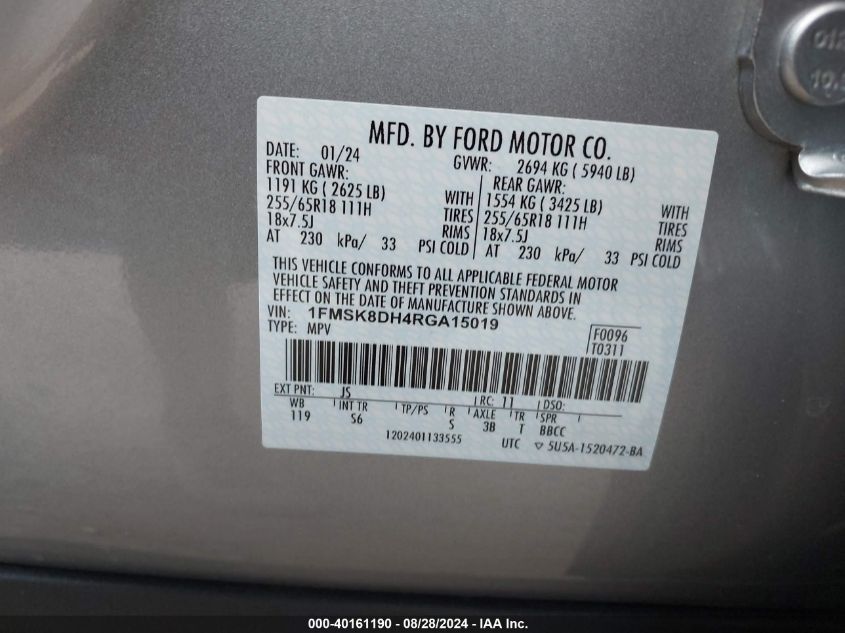 MFD. BY FORD MOTOR CO.
DATE: 01/24 GVWR: 2694 KG ( 5940 LB)
FRONT GAWR: REAR GAWR:
1191 KG ( 2625 LB) WITH 1554 KG ( 3425 LB) WITH
255/65R18 111H TIRES 255/65R18 111H TIRES
18x7.5J RIMS 18x7.5J RIMS
AT 230 kPa/ 33 PSI COLD AT 230 kPa/ 33 PSI COLD
THIS VEHICLE CONFORMS TO ALL APPLICABLE FEDERAL MOTOR
VEHICLE SAFETY AND THEFT PREVENTION STANDARDS IN
EFFECT ON THE DATE OF MANUFACTURE SHOWN ABOVE.
VIN: 1FMSK8DH4RGA15019
TYPE: MPV
F0096
T0311
EXT PNT: JS RC: 11 DSO:
WB INT TR TP/PS R AXLE TR SPR
119 S6 S 3B T BBCC
1202401133555 UTC 5U5A-1520472-BA
000-40161190 - 08/28/2024 - IAA Inc.